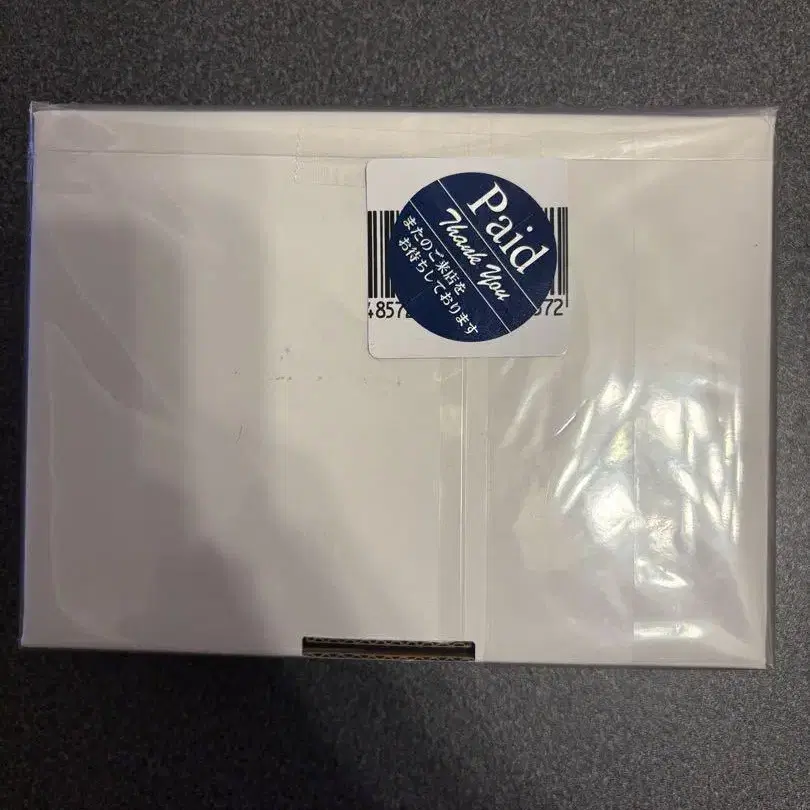 Paid
Thank You
またのご来店を
お待ちしております
4857
572